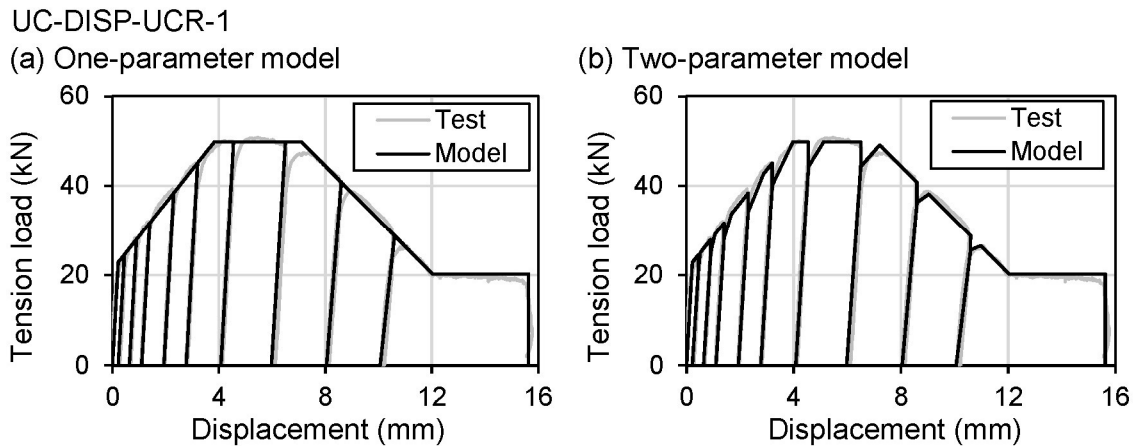 UC-DISP-UCR-1
(a) One-parameter model
Tension load (kN)
60
40
20
0
Test
Model
0 4 8 12 16
Displacement (mm)
(b) Two-parameter model
Tension load (kN)
60
40
20
0
Test
Model
0 4 8 12 16
Displacement (mm)